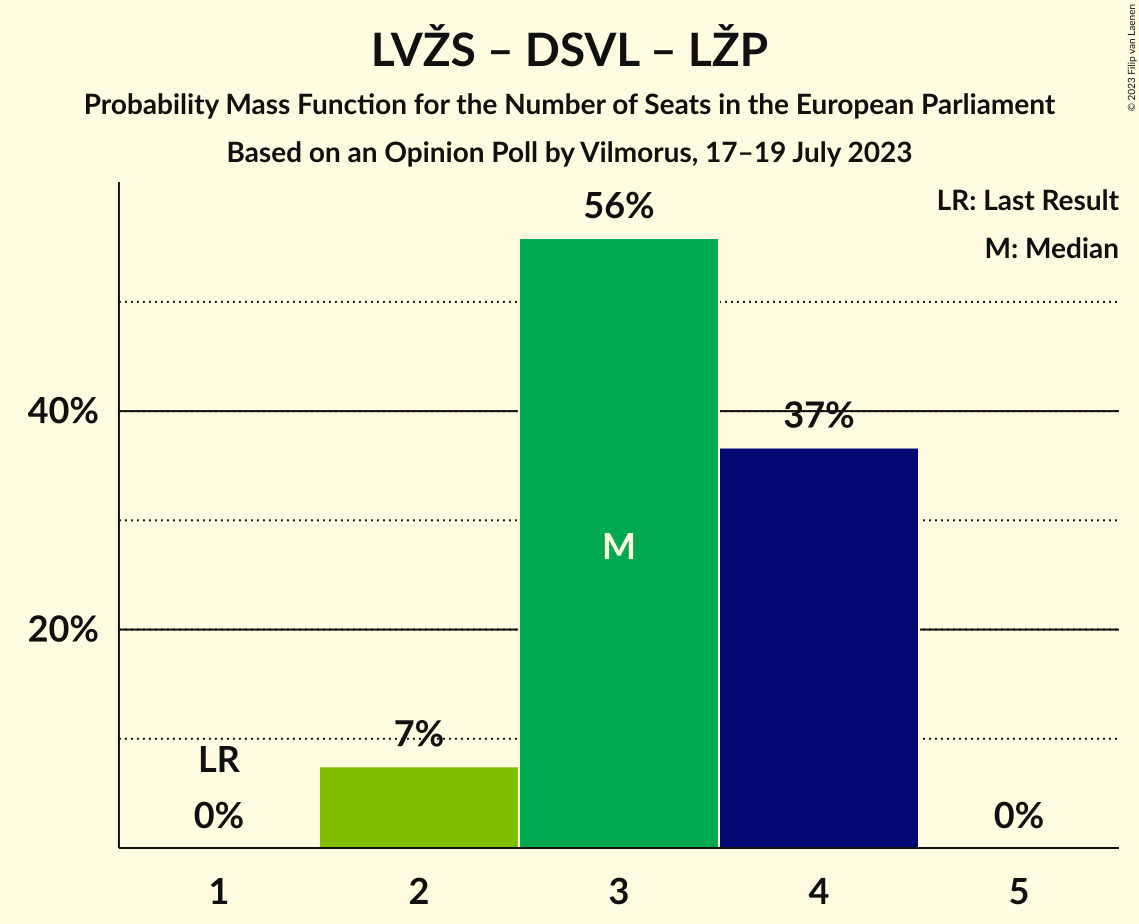 LVŽS – DSVL – LŽP
Probability Mass Function for the Number of Seats in the European Parliament
Based on an Opinion Poll by Vilmorus, 17–19 July 2023
© 2023 Filip van Laenen
LR: Last Result
M: Median
56%
40%
37%
M
20%
7%
LR
0%
0%
1 2 3 4 5